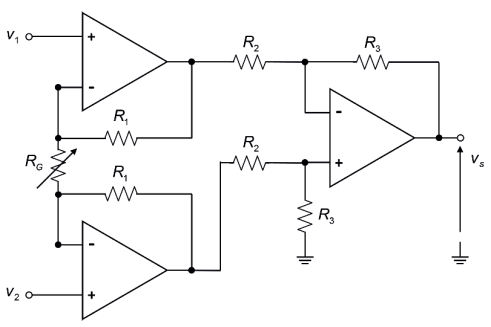 v1
+
-
R2
R3
R1
RG
R1
R2
-
+
vs
R3
-
+
v2